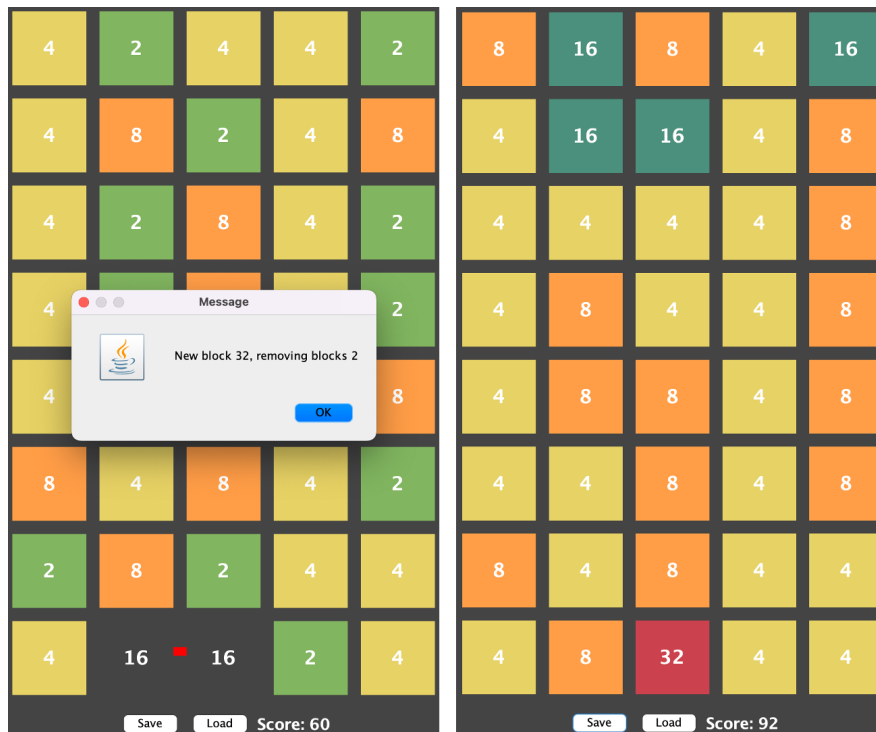 4 2 4 4 2
4 8 2 4 8
4 2 8 4 2
4 2
Message
New block 32, removing blocks 2
OK
4 8
8 4 8 4 2
2 8 2 4 4
4 16 16 2 4
Save Load Score: 60
8 16 8 4 16
4 16 16 4 8
4 4 4 4 8
4 8 4 4 8
4 8 8 4 8
4 4 8 4 8
8 4 8 4 4
4 8 32 4 4
Save Load Score: 92